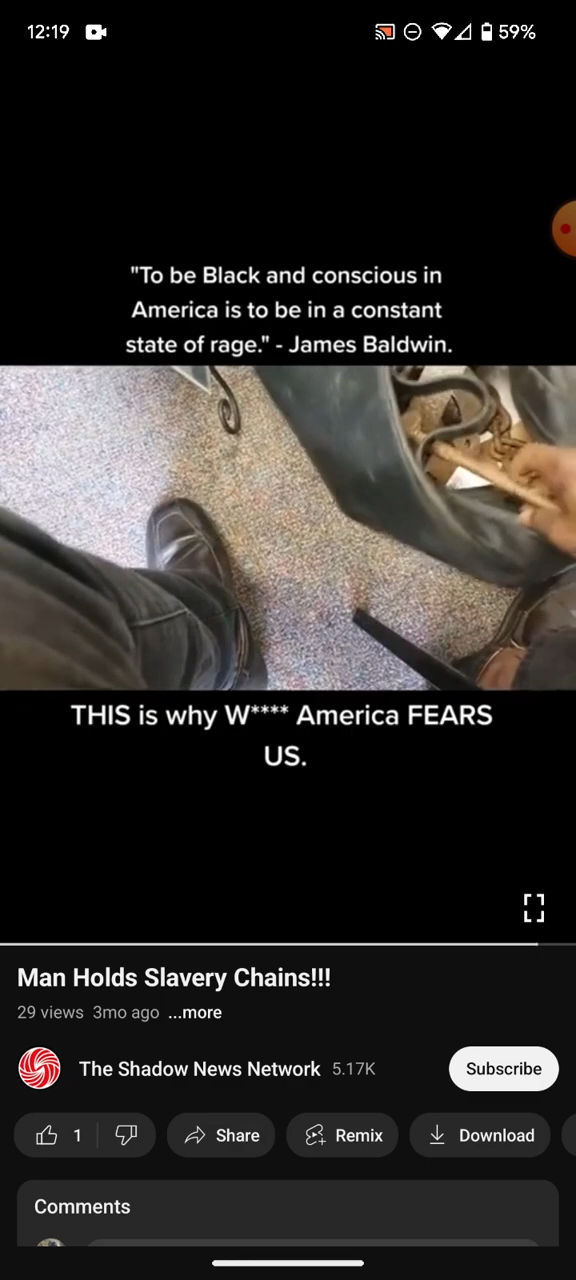 12:19
59%
"To be Black and conscious in
America is to be in a constant
state of rage." - James Baldwin.
THIS is why W**** America FEARS
US.
Man Holds Slavery Chains!!!
29 views 3mo ago ...more
The Shadow News Network 5.17K
Subscribe
1
Share
Remix
Download
Comments